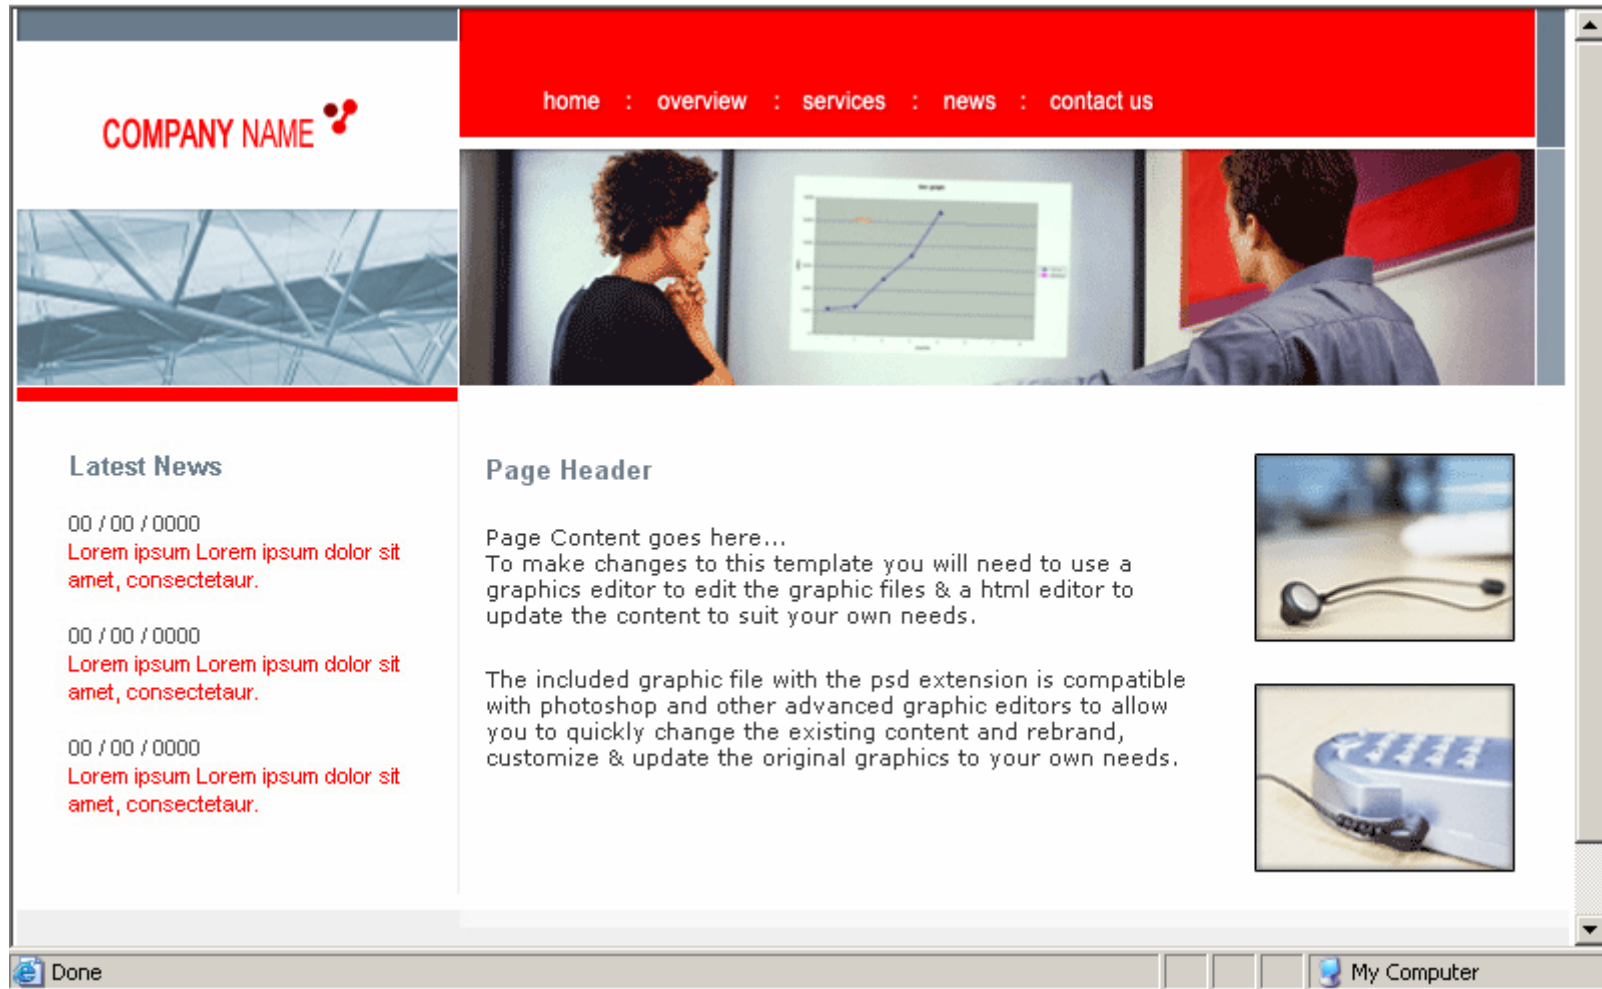 COMPANY NAME
home : overview : services : news : contact us
Latest News
00 / 00 / 0000
Lorem ipsum Lorem ipsum dolor sit
amet, consectetaur.
00 / 00 / 0000
Lorem ipsum Lorem ipsum dolor sit
amet, consectetaur.
00 / 00 / 0000
Lorem ipsum Lorem ipsum dolor sit
amet, consectetaur.
Page Header
Page Content goes here...
To make changes to this template you will need to use a
graphics editor to edit the graphic files & a html editor to
update the content to suit your own needs.
The included graphic file with the psd extension is compatible
with photoshop and other advanced graphic editors to allow
you to quickly change the existing content and rebrand,
customize & update the original graphics to your own needs.
Done
My Computer